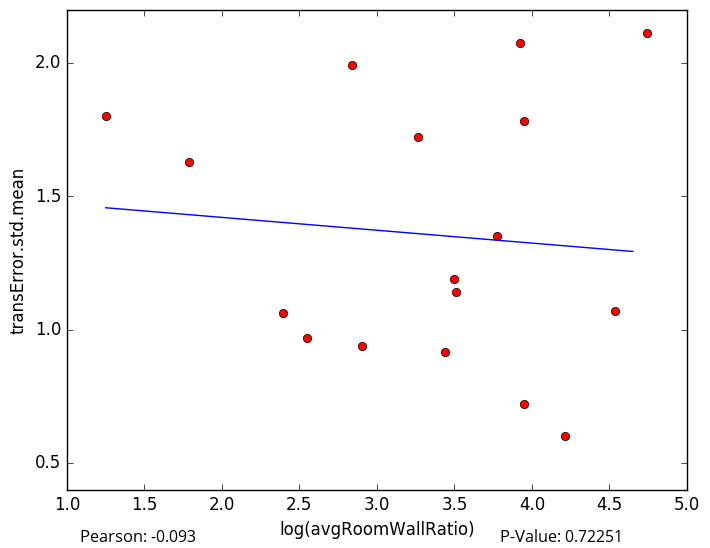 transError.std.mean
2.0
1.5
1.0
0.5
1.0 1.5 2.0 2.5 3.0 3.5 4.0 4.5 5.0
log(avgRoomWallRatio)
Pearson: -0.093
P-Value: 0.72251